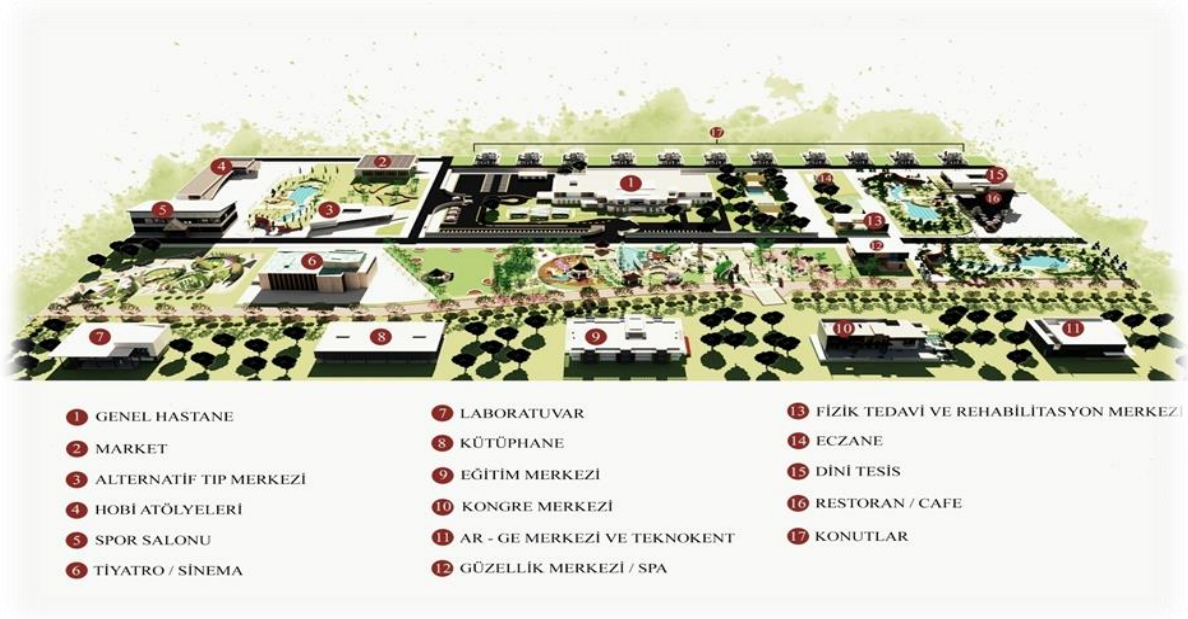 17
4
2
1
15
14
16
5
3
13
12
6
7
8
9
10
11
1 GENEL HASTANE
2 MARKET
3 ALTERNATİF TIP MERKEZİ
4 HOBİ ATÖLYELERİ
5 SPOR SALONU
6 TİYATRO / SİNEMA
7 LABORATUVAR
8 KÜTÜPHANE
9 EĞİTİM MERKEZİ
10 KONGRE MERKEZİ
11 AR - GE MERKEZİ VE TEKNOKENT
12 GÜZELLİK MERKEZİ / SPA
13 FİZİK TEDAVİ VE REHABİLİTASYON MERKEZİ
14 ECZANE
15 DİNİ TESİS
16 RESTORAN / CAFE
17 KONUTLAR